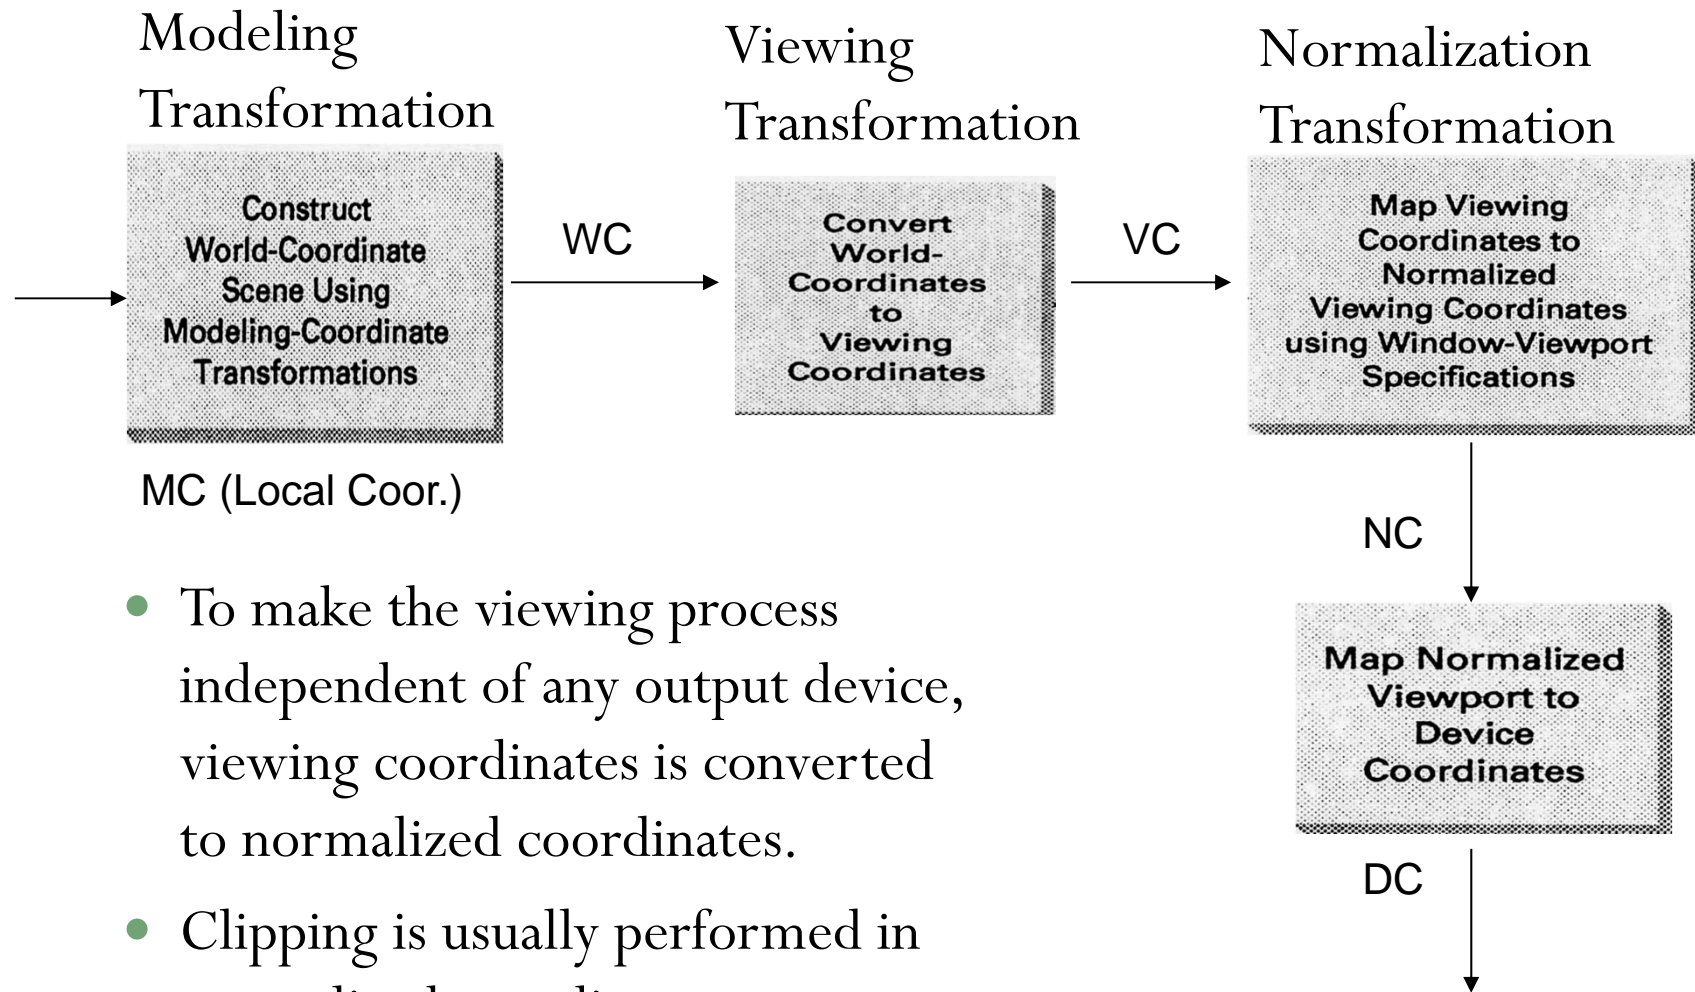 Modeling
Transformation
Viewing
Transformation
Normalization
Transformation
Construct
World-Coordinate
Scene Using
Modeling-Coordinate
Transformations
WC
Convert
World-
Coordinates
to
Viewing
Coordinates
VC
Map Viewing
Coordinates to
Normalized
Viewing Coordinates
using Window-Viewport
Specifications
MC (Local Coor.)
NC
Map Normalized
Viewport to
Device
Coordinates
DC
• To make the viewing process
independent of any output device,
viewing coordinates is converted
to normalized coordinates.
• Clipping is usually performed in